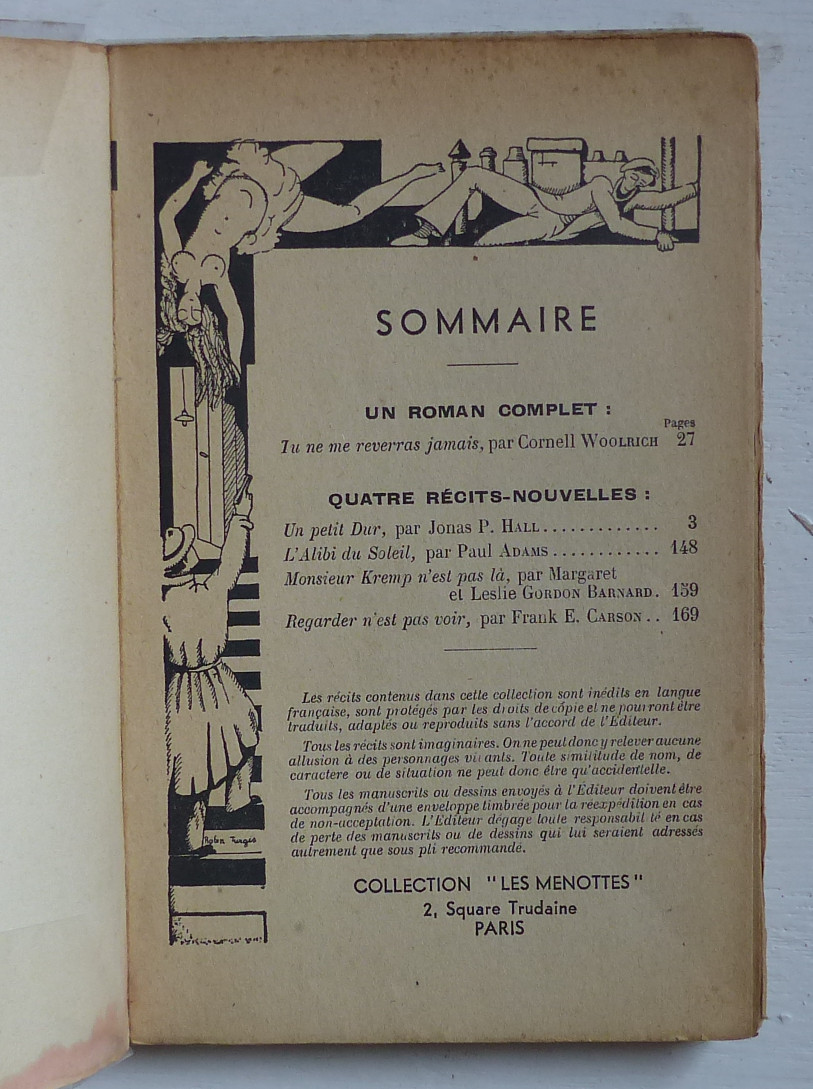 SOMMAIRE
UN ROMAN COMPLET :
Pages
Tu ne me reverras jamais, par Cornell WOOLRICH 27
QUATRE RÉCITS-NOUVELLES :
Un petit Dur, par Jonas P. HALL............. 3
L'Alibi du Soleil, par Paul ADAMS............ 148
Monsieur Kremp n'est pas là, par Margaret
et Leslie GORDON BARNARD. 159
Regarder n'est pas voir, par Frank E. CARSON.. 169
Les récits contenus dans cette collection sont inédits en langue
française, sont protégés par les droits de copie et ne pourront être
traduits, adaptés ou reproduits sans l'accord de l'Éditeur.
Tous les récits sont imaginaires. On ne peut donc y relever aucune
allusion à des personnages vivants. Toute similitude de nom, de
caractere ou de situation ne peut donc être qu'accidentelle.
Tous les manuscrits ou dessins envoyés à l'Éditeur doivent être
accompagnés d'une enveloppe timbrée pour la réexpédition en cas
de non-acceptation. L'Éditeur dégage toute responsabilité en cas
de perte des manuscrits ou de dessins qui lui seraient adressés
autrement que sous pli recommandé.
COLLECTION "LES MENOTTES"
2, Square Trudaine
PARIS